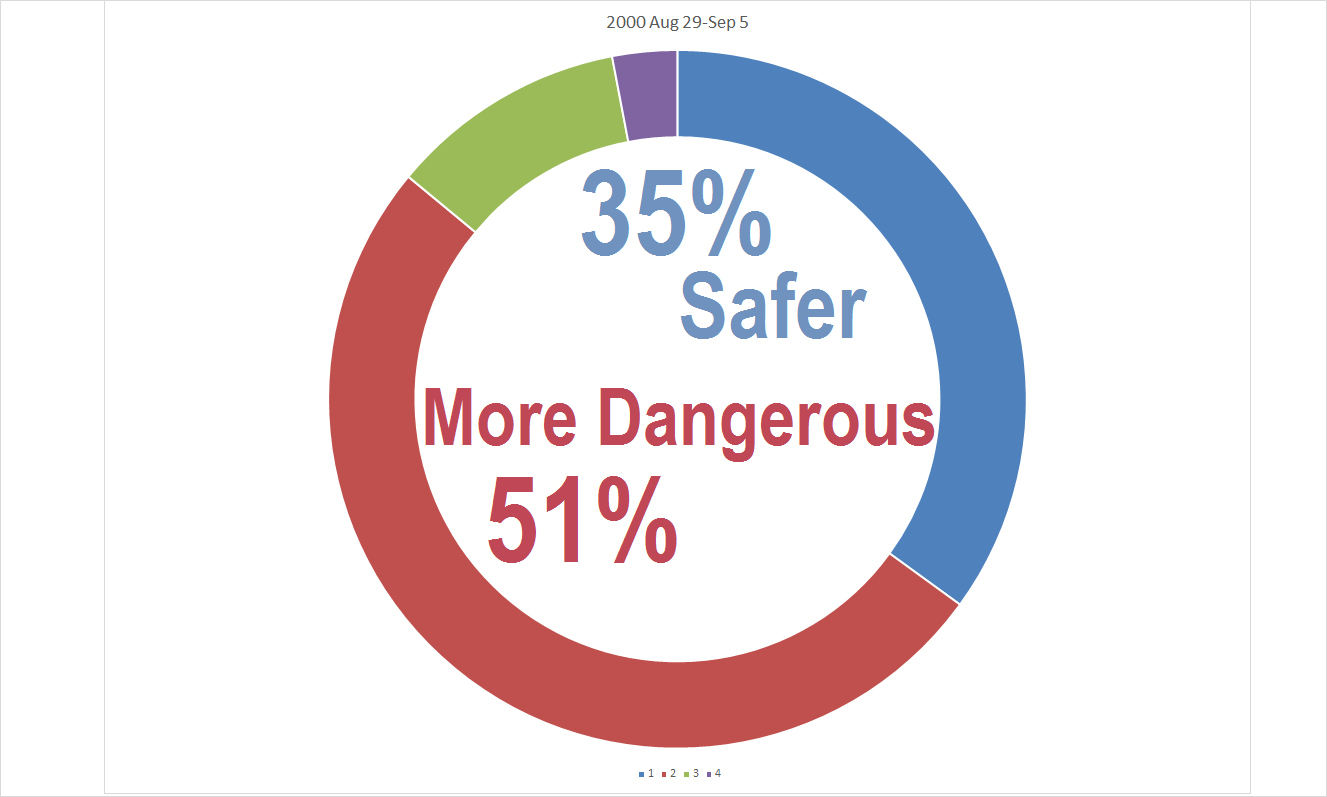 2000 Aug 29-Sep 5
35%
Safer
More Dangerous
51%
1 2 3 4